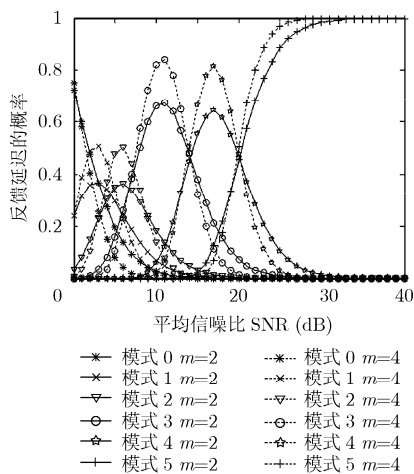 1
0.8
0.6
0.4
0.2
0 10 20 30 40
反馈延迟的概率
平均信噪比 SNR (dB)
模式 0 m=2 模式 0 m=4
模式 1 m=2 模式 1 m=4
模式 2 m=2 模式 2 m=4
模式 3 m=2 模式 3 m=4
模式 4 m=2 模式 4 m=4
模式 5 m=2 模式 5 m=4